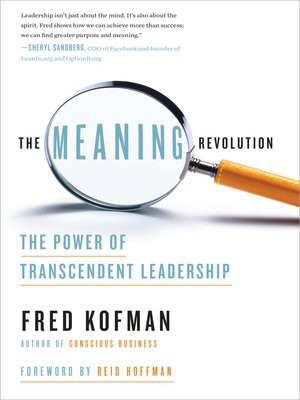 Leadership isn't just about the mind. It's also about the
spirit. Fred shows how we can achieve more than success;
we can find greater purpose and meaning."
— SHERYL SANDBERG, COO of Facebook and founder of
LeanIn.org and OptionB.org
THE MEANING REVOLUTION
THE POWER OF
TRANSCENDENT LEADERSHIP
FRED KOFMAN
AUTHOR OF CONSCIOUS BUSINESS
FOREWORD BY REID HOFFMAN